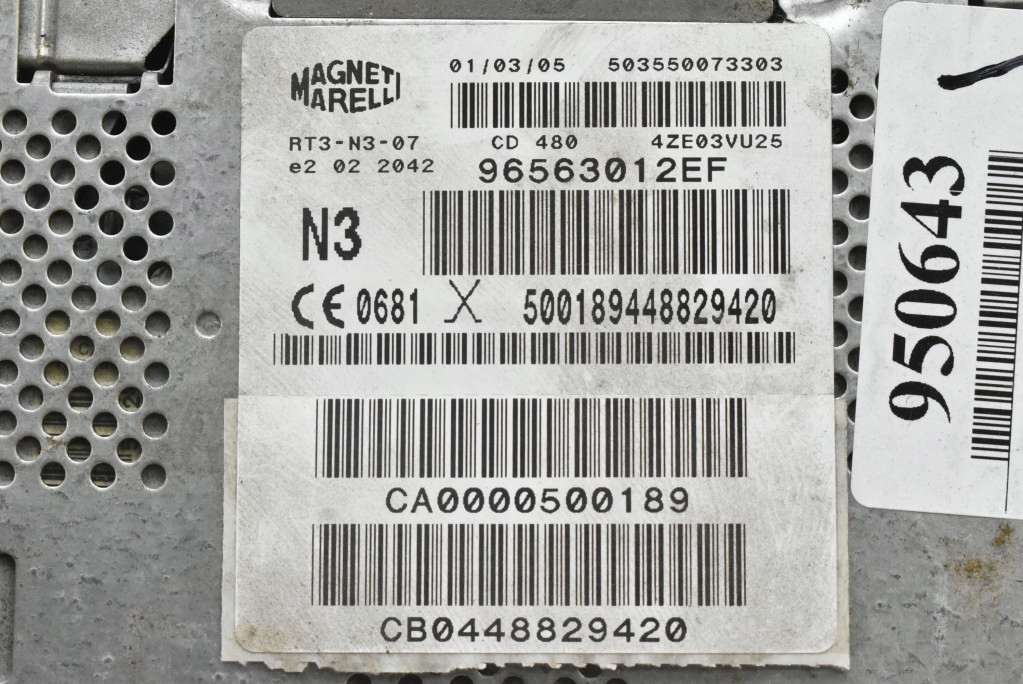 MAGNETI
MARELLI
01/03/05 503550073303
RT3-N3-07 CD 480 4ZE03VU25
e2 02 2042 96563012EF
N3
CE 0681 X 500189448829420
CA0000500189
CB0448829420
950643